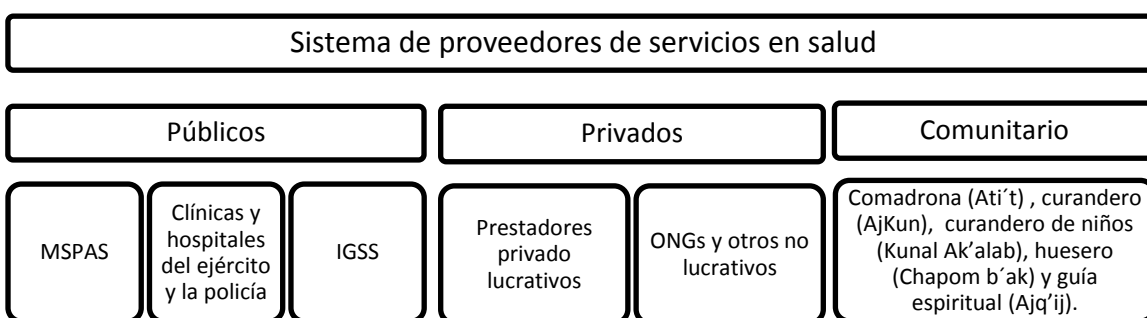 Sistema de proveedores de servicios en salud
Públicos
Privados
Comunitario
MSPAS
Clínicas y
hospitales
del ejército
y la policía
IGSS
Prestadores
privado
lucrativos
ONGs y otros no
lucrativos
Comadrona (Ati´t) , curandero
(AjKun), curandero de niños
(Kunal Ak’alab), huesero
(Chapom b´ak) y guía
espiritual (Ajq’ij).